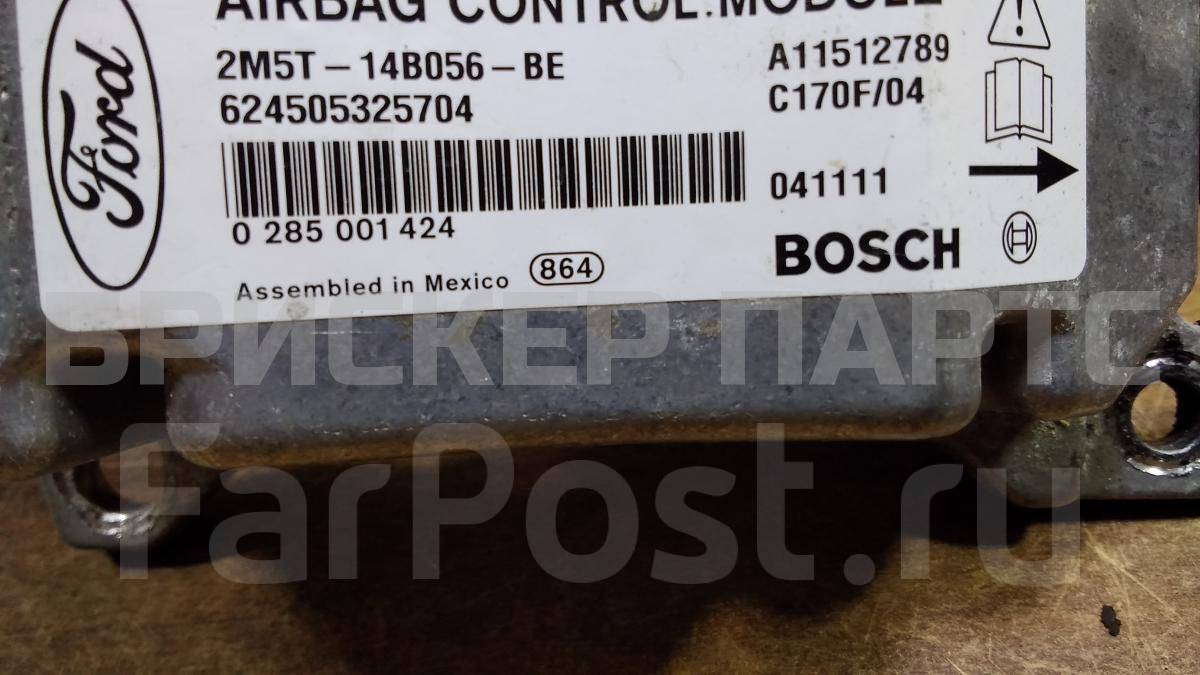 AIRBAG CONTROL MODULE
Ford
2M5T-14B056-BE
624505325704
A11512789
C170F/04
041111
0 285 001 424
Assembled in Mexico 864
BOSCH
БРИСКЕР ПАРТС
FarPost.ru